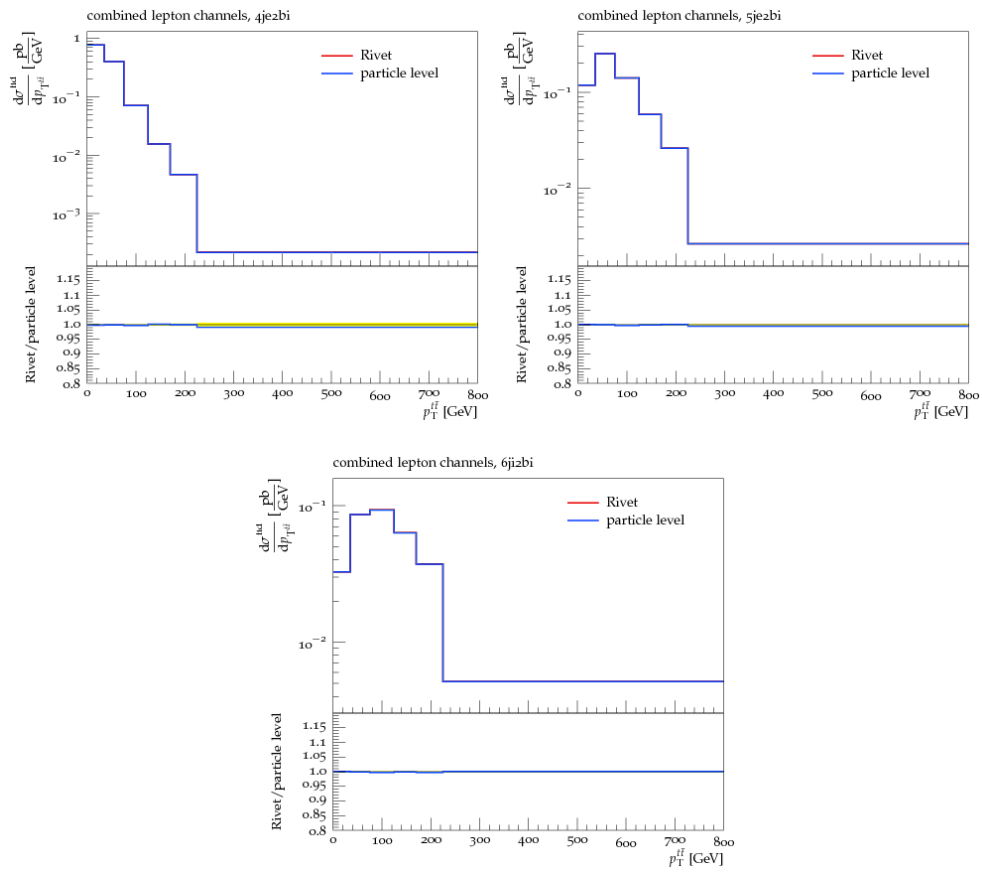 combined lepton channels, 4je2bi
dσ^fid / dp_T^tt̄ [pb/GeV]
Rivet
particle level
1
10⁻¹
10⁻²
10⁻³
Rivet/particle level
1.15
1.1
1.05
1.0
0.95
0.9
0.85
0.8
0 100 200 300 400 500 600 700 800
p_T^tt̄ [GeV]
combined lepton channels, 5je2bi
dσ^fid / dp_T^tt̄ [pb/GeV]
Rivet
particle level
10⁻¹
10⁻²
Rivet/particle level
1.15
1.1
1.05
1.0
0.95
0.9
0.85
0.8
0 100 200 300 400 500 600 700 800
p_T^tt̄ [GeV]
combined lepton channels, 6ji2bi
dσ^fid / dp_T^tt̄ [pb/GeV]
Rivet
particle level
10⁻¹
10⁻²
Rivet/particle level
1.15
1.1
1.05
1.0
0.95
0.9
0.85
0.8
0 100 200 300 400 500 600 700 800
p_T^tt̄ [GeV]